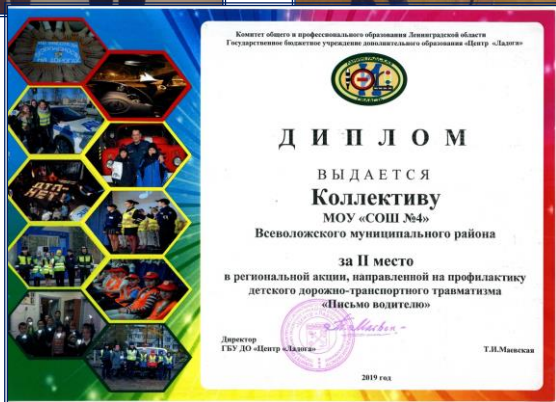 Комитет общего и профессионального образования Ленинградской области
Государственное бюджетное учреждение дополнительного образования «Центр «Ладога»
ДИПЛОМ
ВЫДАЕТСЯ
Коллективу
МОУ «СОШ №4»
Всеволожского муниципального района
за II место
в региональной акции, направленной на профилактику
детского дорожно-транспортного травматизма
«Письмо водителю»
Директор
ГБУ ДО «Центр «Ладога»
Т.И.Маевская
2019 год
ДТП
НЕТ